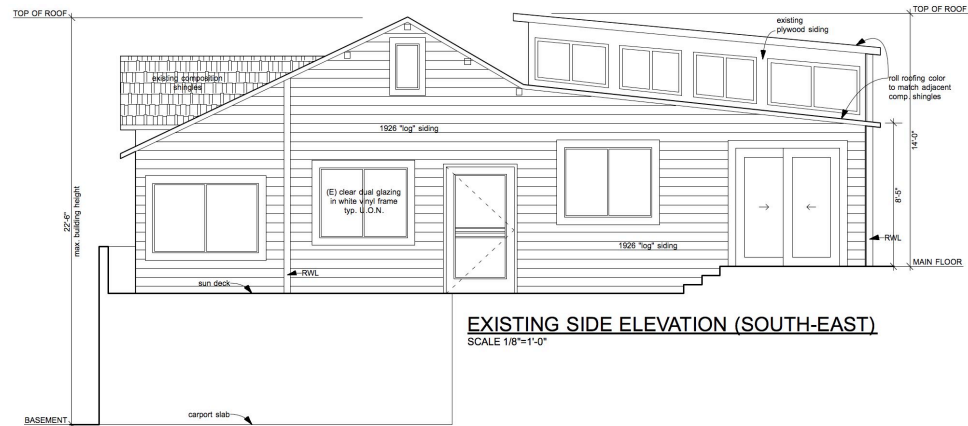 TOP OF ROOF
TOP OF ROOF
existing
plywood siding
existing composition
shingles
roll roofing color
to match adjacent
comp. shingles
1926 "log" siding
14'-0"
8'-5"
22'-6"
max. building height
(E) clear dual glazing
in white vinyl frame
typ. U.O.N.
1926 "log" siding
RWL
RWL
MAIN FLOOR
sun deck
EXISTING SIDE ELEVATION (SOUTH-EAST)
SCALE 1/8"=1'-0"
carport slab
BASEMENT